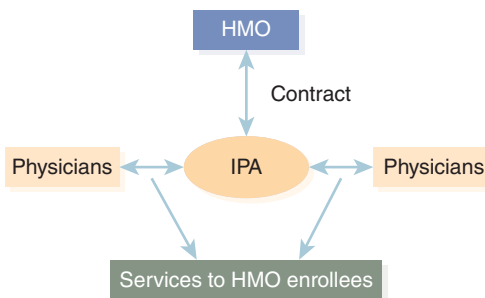 HMO
Contract
Physicians
IPA
Physicians
Services to HMO enrollees